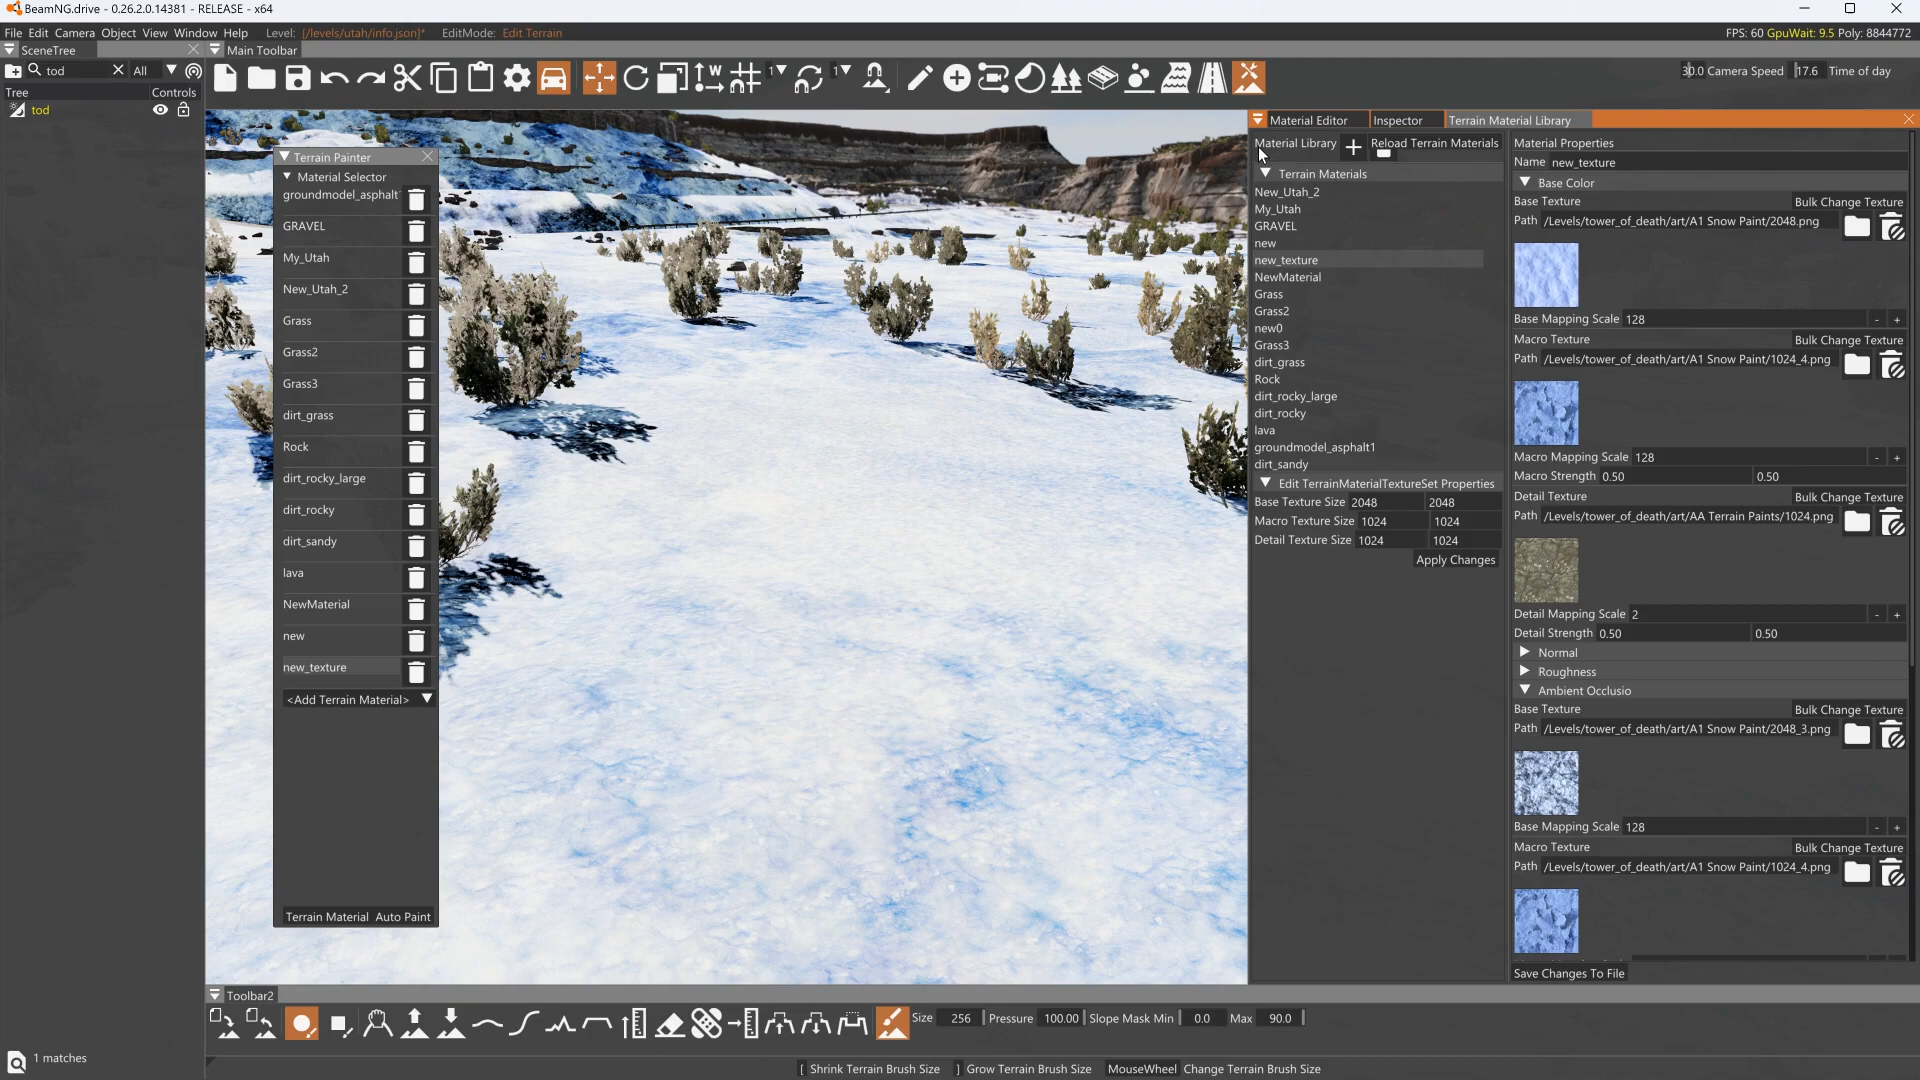 BeamNG.drive - 0.26.2.0.14381 - RELEASE - x64
File Edit Camera Object View Window Help Level: [/levels/utah/info.json]* EditMode: Edit Terrain
FPS: 60 GpuWait: 9.5 Poly: 8844772
SceneTree
Main Toolbar
tod
All
1
1
30.0 Camera Speed 17.6 Time of day
Tree Controls
tod
Terrain Painter
Material Selector
groundmodel_asphalt
GRAVEL
My_Utah
New_Utah_2
Grass
Grass2
Grass3
dirt_grass
Rock
dirt_rocky_large
dirt_rocky
dirt_sandy
lava
NewMaterial
new
new_texture
<Add Terrain Material>
Terrain Material Auto Paint
Material Editor Inspector Terrain Material Library
Material Library
Reload Terrain Materials
Terrain Materials
New_Utah_2
My_Utah
GRAVEL
new
new_texture
NewMaterial
Grass
Grass2
new0
Grass3
dirt_grass
Rock
dirt_rocky_large
dirt_rocky
lava
groundmodel_asphalt1
dirt_sandy
Edit TerrainMaterialTextureSet Properties
Base Texture Size 2048 2048
Macro Texture Size 1024 1024
Detail Texture Size 1024 1024
Apply Changes
Material Properties
Name new_texture
Base Color
Base Texture Bulk Change Texture
Path /Levels/tower_of_death/art/A1 Snow Paint/2048.png
Base Mapping Scale 128 - +
Macro Texture Bulk Change Texture
Path /Levels/tower_of_death/art/A1 Snow Paint/1024_4.png
Macro Mapping Scale 128 - +
Macro Strength 0.50 0.50
Detail Texture Bulk Change Texture
Path /Levels/tower_of_death/art/AA Terrain Paints/1024.png
Detail Mapping Scale 2 - +
Detail Strength 0.50 0.50
Normal
Roughness
Ambient Occlusio
Base Texture Bulk Change Texture
Path /Levels/tower_of_death/art/A1 Snow Paint/2048_3.png
Base Mapping Scale 128 - +
Macro Texture Bulk Change Texture
Path /Levels/tower_of_death/art/A1 Snow Paint/1024_4.png
Save Changes To File
Toolbar2
Size 256 Pressure 100.00 Slope Mask Min 0.0 Max 90.0
1 matches
[ Shrink Terrain Brush Size ] Grow Terrain Brush Size MouseWheel Change Terrain Brush Size